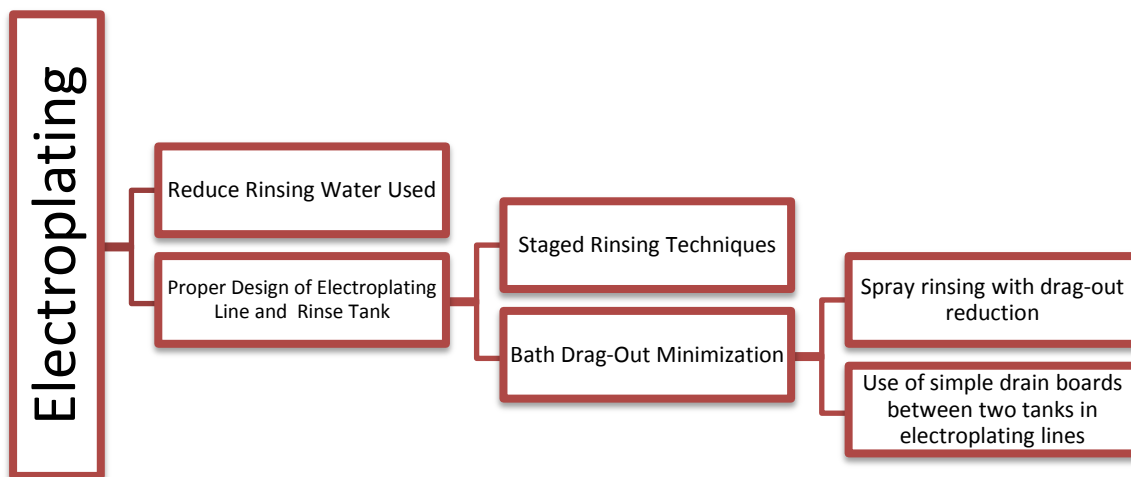 Electroplating
Reduce Rinsing Water Used
Proper Design of Electroplating
Line and Rinse Tank
Staged Rinsing Techniques
Bath Drag-Out Minimization
Spray rinsing with drag-out
reduction
Use of simple drain boards
between two tanks in
electroplating lines